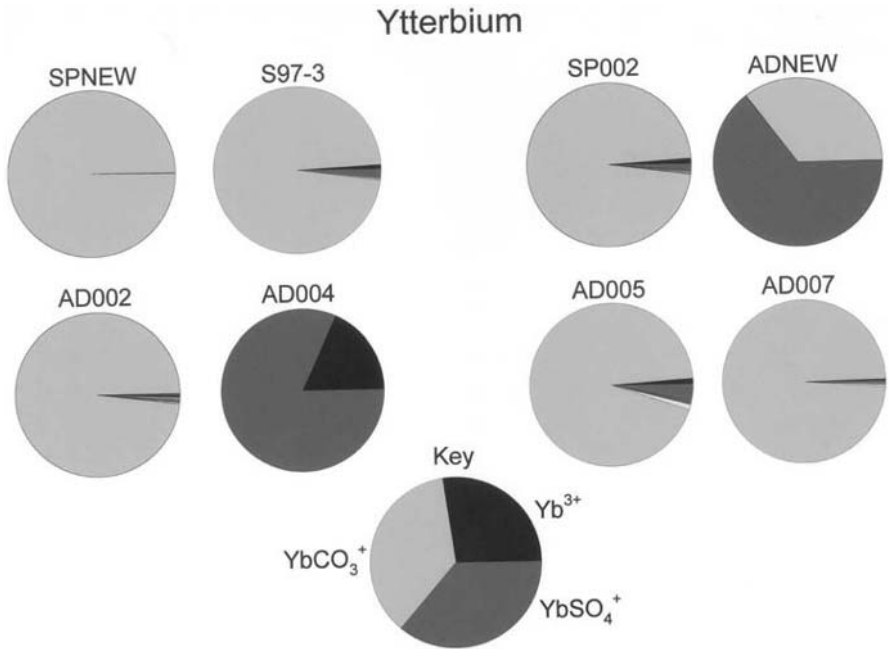 Ytterbium
SPNEW
S97-3
SP002
ADNEW
AD002
AD004
AD005
AD007
Key
Yb³⁺
YbCO₃⁺
YbSO₄⁺